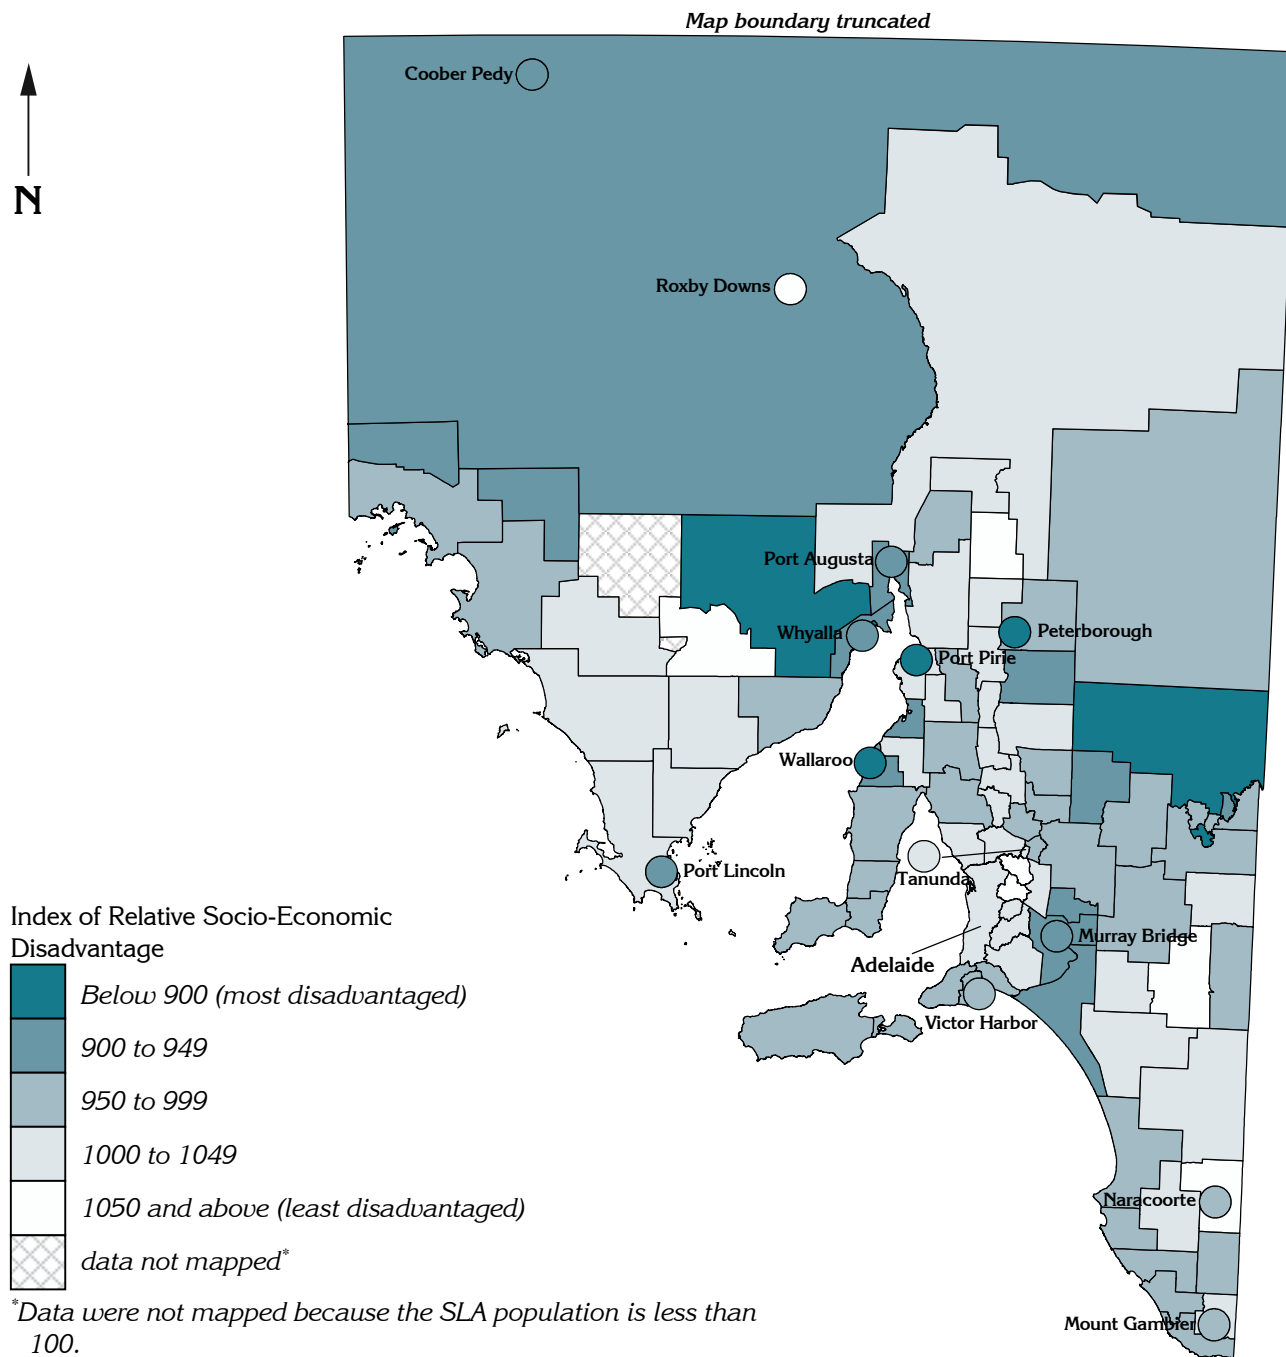 Map boundary truncated
Coober Pedy
N
Roxby Downs
Port Augusta
Whyalla
Peterborough
Port Pirie
Wallaroo
Tanunda
Port Lincoln
Murray Bridge
Adelaide
Victor Harbor
Naracoorte
Mount Gambier
Index of Relative Socio-Economic
Disadvantage
Below 900 (most disadvantaged)
900 to 949
950 to 999
1000 to 1049
1050 and above (least disadvantaged)
data not mapped*
*Data were not mapped because the SLA population is less than
100.